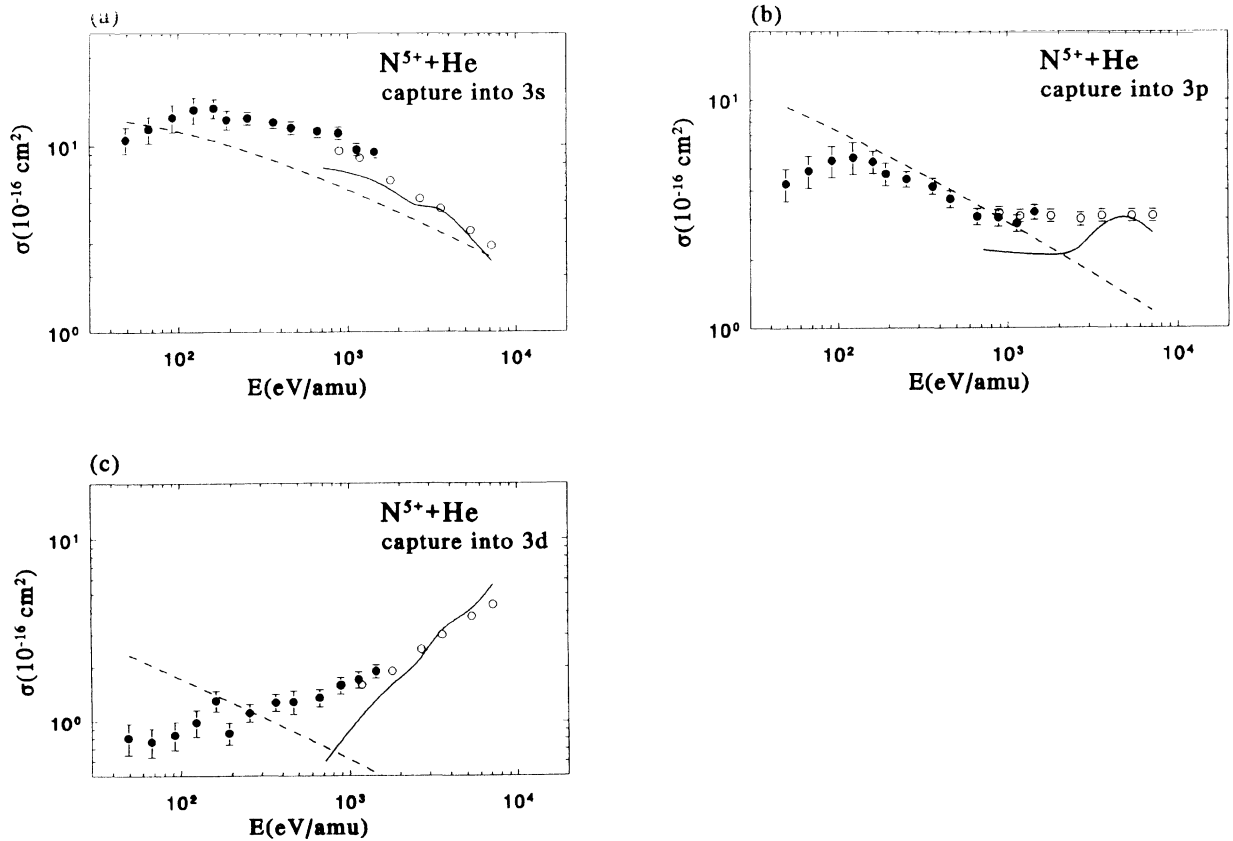 (a)
N⁵⁺+He
capture into 3s
10¹
10⁰
σ(10⁻¹⁶ cm²)
10² 10³ 10⁴
E(eV/amu)
(b)
N⁵⁺+He
capture into 3p
10¹
10⁰
σ(10⁻¹⁶ cm²)
10² 10³ 10⁴
E(eV/amu)
(c)
N⁵⁺+He
capture into 3d
10¹
10⁰
σ(10⁻¹⁶ cm²)
10² 10³ 10⁴
E(eV/amu)